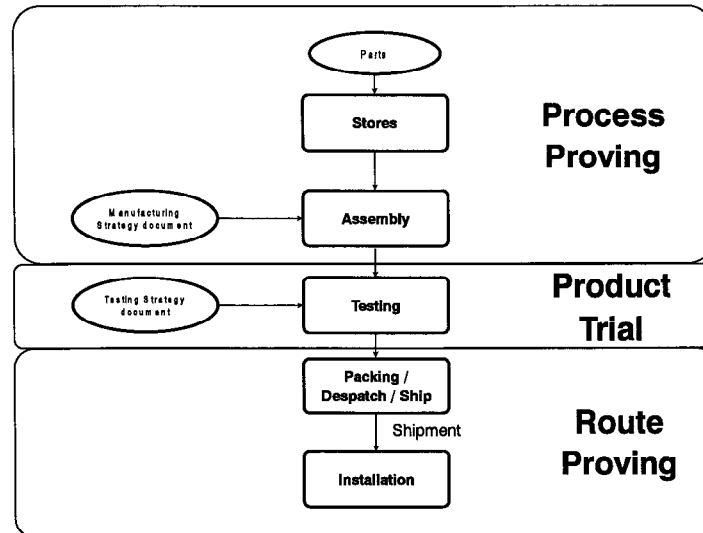 Parts
Stores
Process
Proving
Manufacturing
Strategy document
Assembly
Testing Strategy
document
Testing
Product
Trial
Packing /
Despatch / Ship
Shipment
Route
Proving
Installation